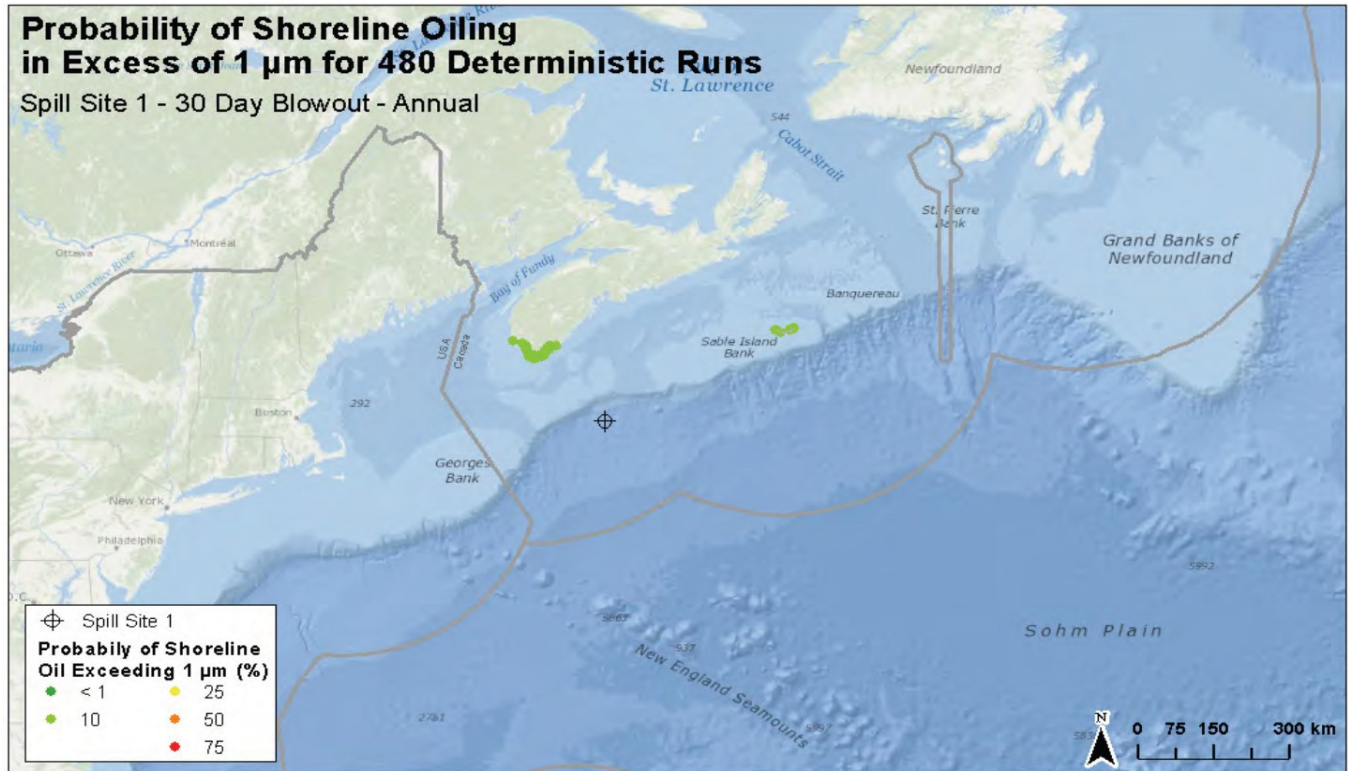 Probability of Shoreline Oiling
in Excess of 1 µm for 480 Deterministic Runs
Spill Site 1 - 30 Day Blowout - Annual
St. Lawrence
Newfoundland
544
Cabot Strait
St. Pierre
Bank
Grand Banks of
Newfoundland
Ottawa
Montréal
St. Lawrence River
Bay of Fundy
Banquereau
Sable Island
Bank
USA
Canada
Boston
292
Georges
Bank
New York
Philadelphia
Sohm Plain
New England Seamounts
937
Spill Site 1
Probabily of Shoreline
Oil Exceeding 1 µm (%)
< 1
10
25
50
75
N
0 75 150 300 km